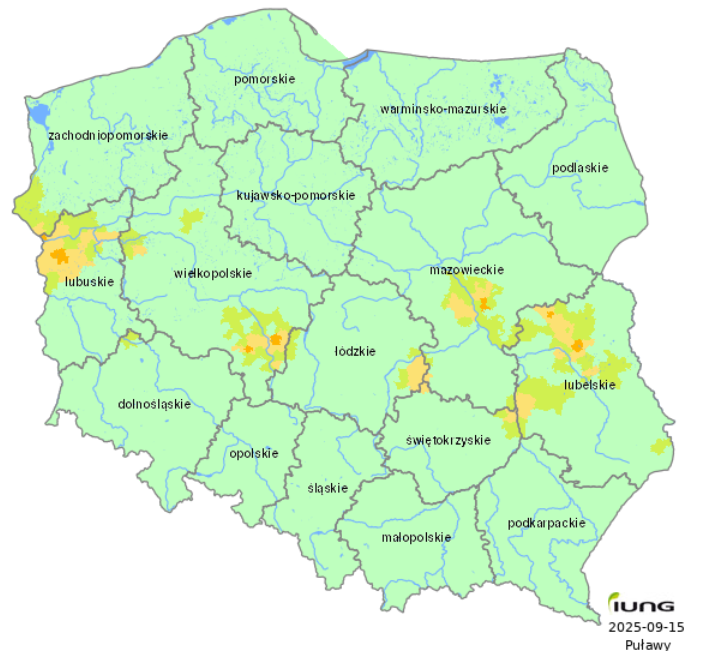 pomorskie
warmińsko-mazurskie
zachodniopomorskie
podlaskie
kujawsko-pomorskie
mazowieckie
wielkopolskie
lubuskie
łódzkie
lubelskie
dolnośląskie
świętokrzyskie
opolskie
śląskie
podkarpackie
małopolskie
IUNG
2025-09-15
Puławy